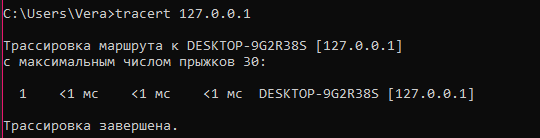 C:\Users\Vera>tracert 127.0.0.1
Трассировка маршрута к DESKTOP-9G2R38S [127.0.0.1]
с максимальным числом прыжков 30:
1 <1 мс <1 мс <1 мс DESKTOP-9G2R38S [127.0.0.1]
Трассировка завершена.